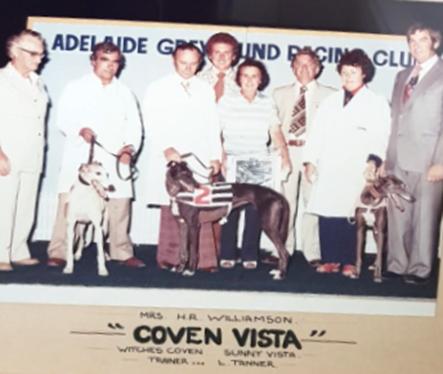 ADELAIDE GREYHOUND RACING CLUB
2
MRS. H.R. WILLIAMSON.
"COVEN VISTA"
WITCHES COVEN SUNNY VISTA.
TRAINER ... L. TANNER